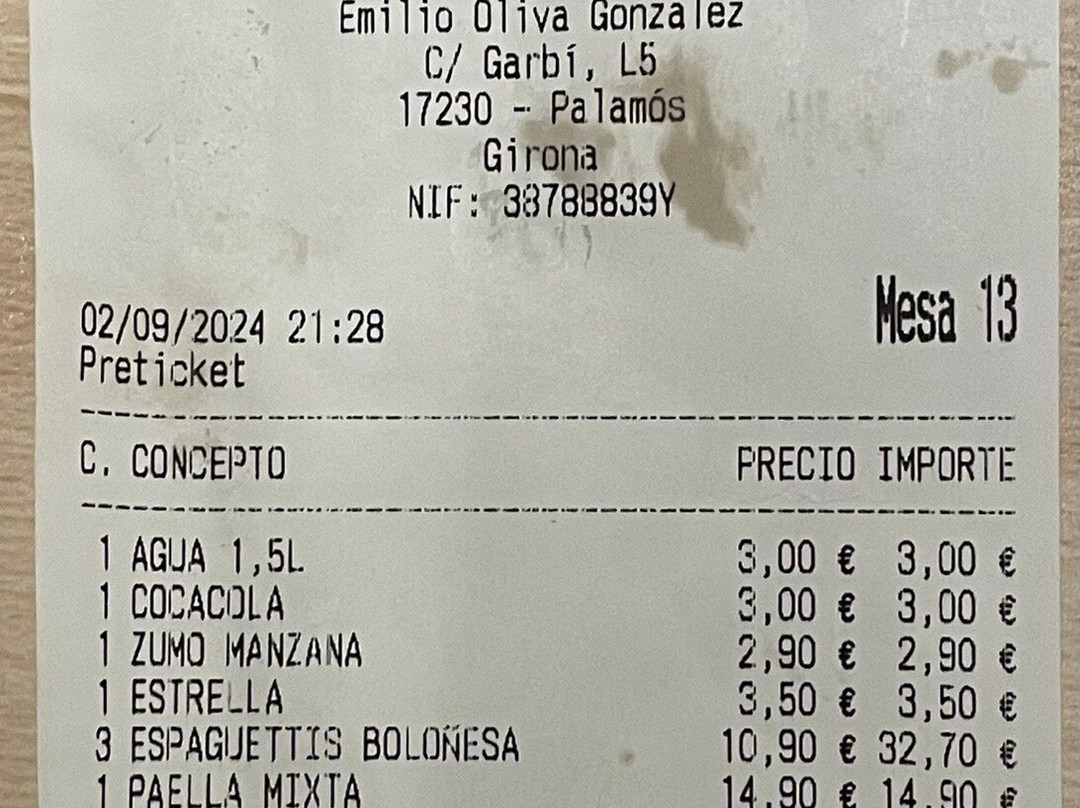 Emilio Oliva Gonzalez
C/ Garbí, L5
17230 - Palamós
Girona
NIF: 38788839Y
Mesa 13
02/09/2024 21:28
Preticket
C. CONCEPTO PRECIO IMPORTE
1 AGUA 1,5L 3,00 € 3,00 €
1 COCACOLA 3,00 € 3,00 €
1 ZUMO MANZANA 2,90 € 2,90 €
1 ESTRELLA 3,50 € 3,50 €
3 ESPAGUETTIS BOLOÑESA 10,90 € 32,70 €
1 PAELLA MIXTA 14,90 € 14,90 €